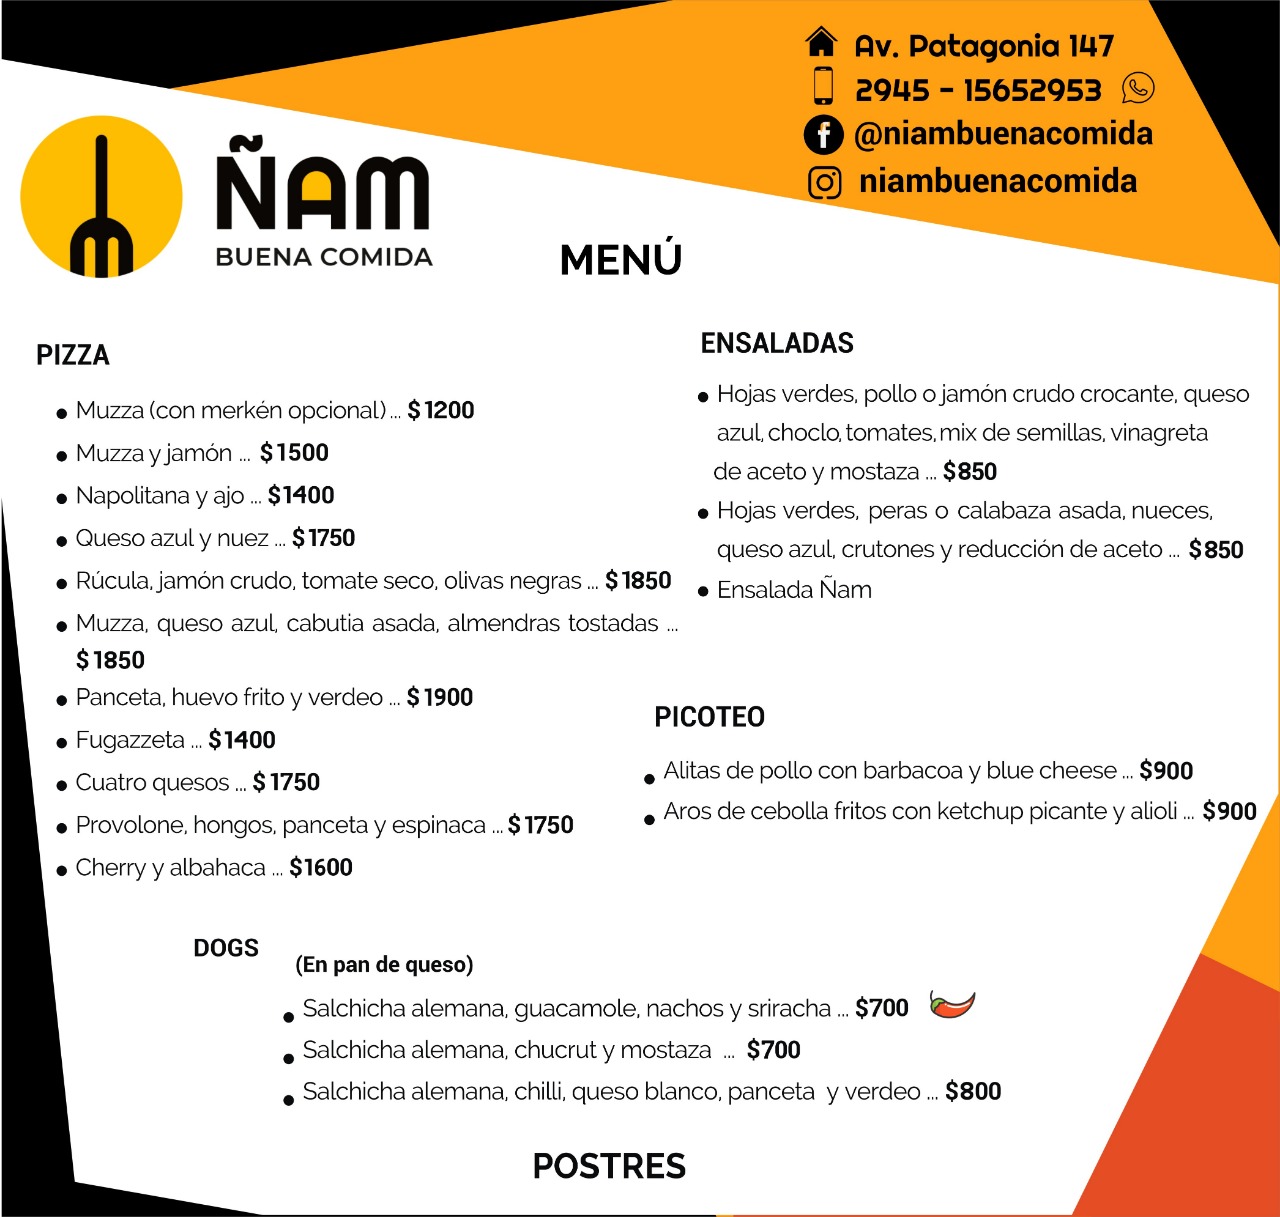 Av. Patagonia 147
2945 - 15652953
@niambuenacomida
niambuenacomida
ÑAM
BUENA COMIDA
MENÚ
PIZZA
Muzza (con merkén opcional) ... $1200
Muzza y jamón ... $1500
Napolitana y ajo ... $1400
Queso azul y nuez ... $1750
Rúcula, jamón crudo, tomate seco, olivas negras ... $1850
Muzza, queso azul, cabutia asada, almendras tostadas ...
$1850
Panceta, huevo frito y verdeo ... $1900
Fugazzeta ... $1400
Cuatro quesos ... $1750
Provolone, hongos, panceta y espinaca ... $1750
Cherry y albahaca ... $1600
ENSALADAS
Hojas verdes, pollo o jamón crudo crocante, queso
azul, choclo, tomates, mix de semillas, vinagreta
de aceto y mostaza ... $850
Hojas verdes, peras o calabaza asada, nueces,
queso azul, crutones y reducción de aceto ... $850
Ensalada Ñam
PICOTEO
Alitas de pollo con barbacoa y blue cheese ... $900
Aros de cebolla fritos con ketchup picante y alioli ... $900
DOGS
(En pan de queso)
Salchicha alemana, guacamole, nachos y sriracha ... $700
Salchicha alemana, chucrut y mostaza ... $700
Salchicha alemana, chilli, queso blanco, panceta y verdeo ... $800
POSTRES